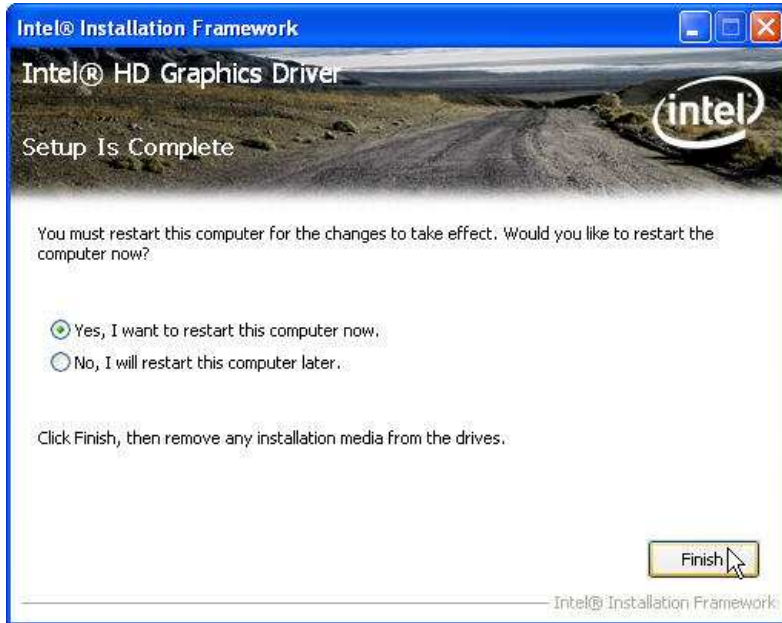 Intel® Installation Framework
Intel® HD Graphics Driver
intel
Setup Is Complete
You must restart this computer for the changes to take effect. Would you like to restart the
computer now?
Yes, I want to restart this computer now.
No, I will restart this computer later.
Click Finish, then remove any installation media from the drives.
Finish
Intel® Installation Framework